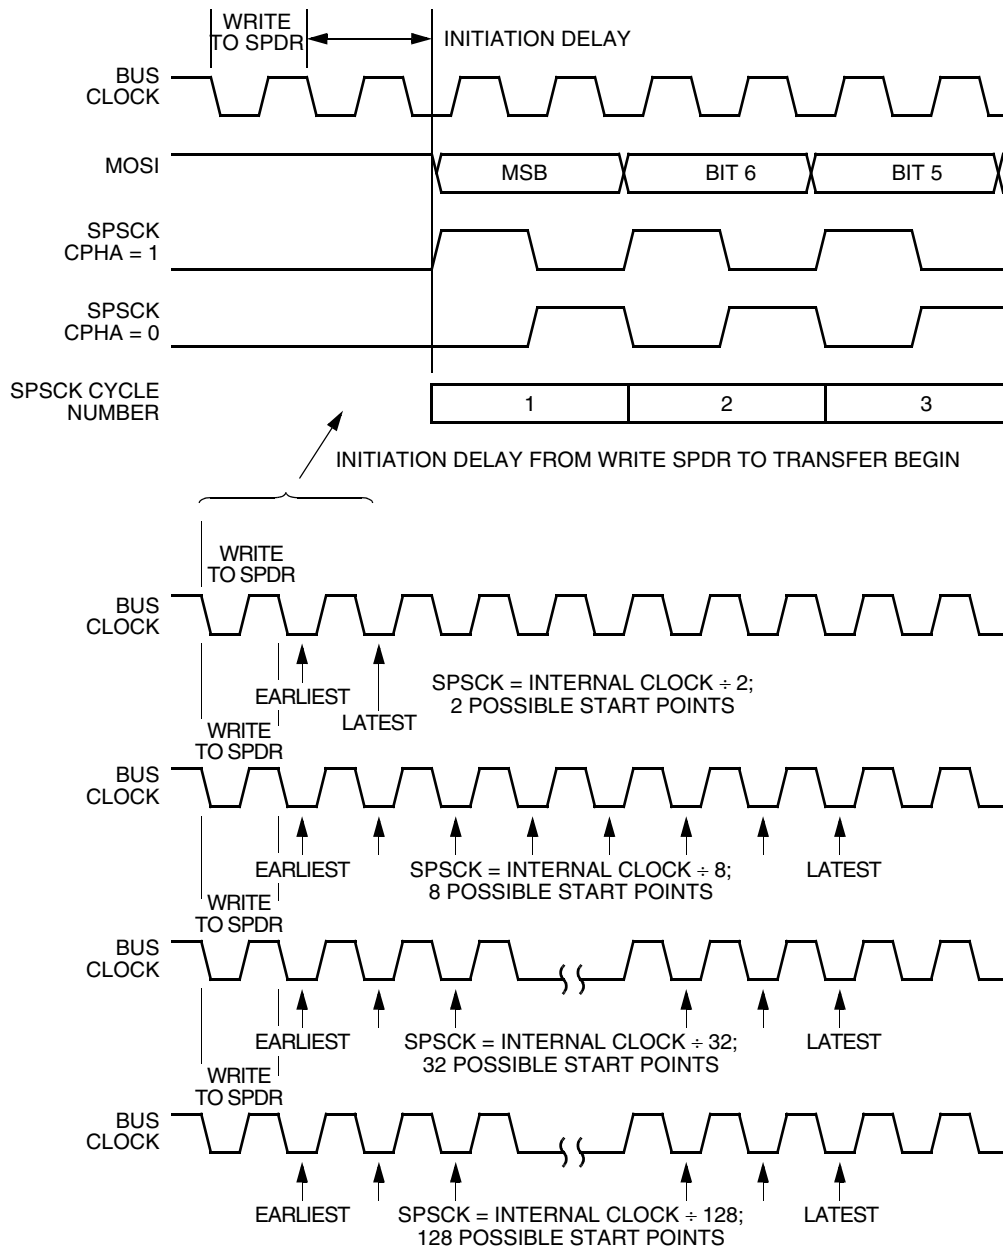 WRITE
TO SPDR
INITIATION DELAY
BUS
CLOCK
MOSI
MSB
BIT 6
BIT 5
SPSCK
CPHA = 1
SPSCK
CPHA = 0
SPSCK CYCLE
NUMBER
1
2
3
INITIATION DELAY FROM WRITE SPDR TO TRANSFER BEGIN
WRITE
TO SPDR
BUS
CLOCK
EARLIEST
LATEST
SPSCK = INTERNAL CLOCK ÷ 2;
2 POSSIBLE START POINTS
WRITE
TO SPDR
BUS
CLOCK
EARLIEST
SPSCK = INTERNAL CLOCK ÷ 8;
8 POSSIBLE START POINTS
LATEST
WRITE
TO SPDR
BUS
CLOCK
EARLIEST
SPSCK = INTERNAL CLOCK ÷ 32;
32 POSSIBLE START POINTS
LATEST
WRITE
TO SPDR
BUS
CLOCK
EARLIEST
SPSCK = INTERNAL CLOCK ÷ 128;
128 POSSIBLE START POINTS
LATEST